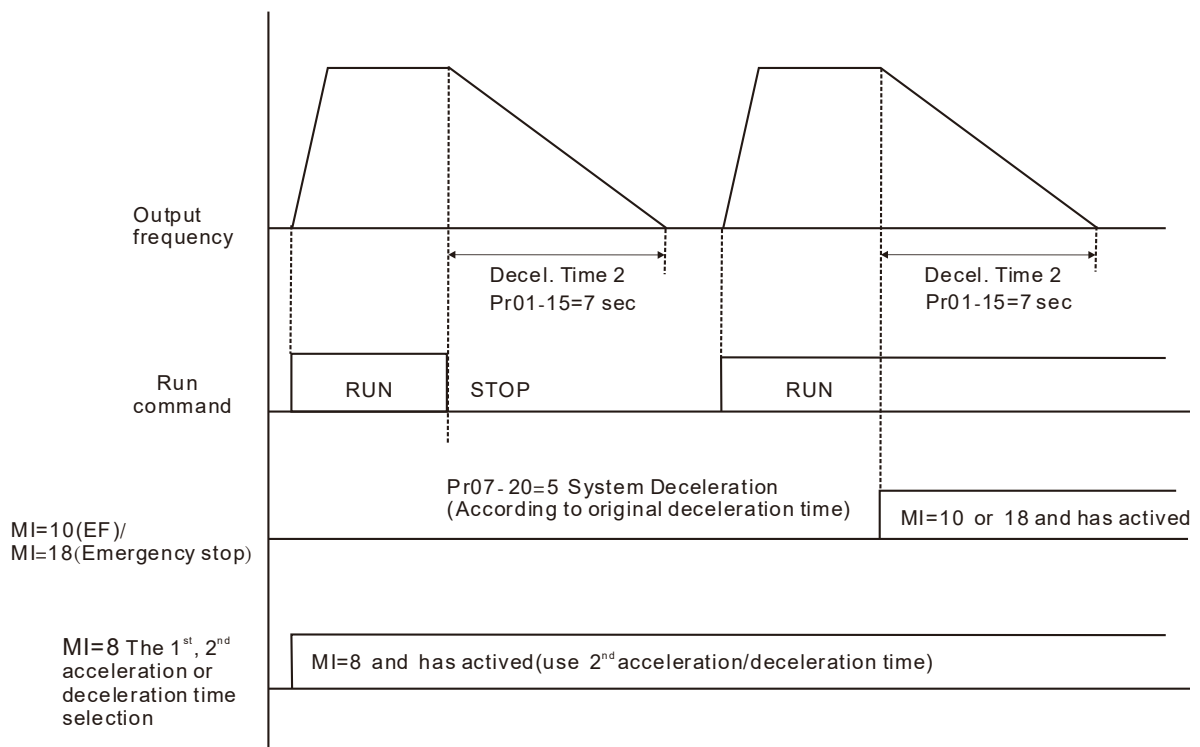 Output
frequency
Decel. Time 2
Pr01-15=7 sec
Decel. Time 2
Pr01-15=7 sec
Run
command
RUN
STOP
RUN
Pr07-20=5 System Deceleration
(According to original deceleration time)
MI=10(EF)/
MI=18(Emergency stop)
MI=10 or 18 and has actived
MI=8 The 1st, 2nd
acceleration or
deceleration time
selection
MI=8 and has actived(use 2nd acceleration/deceleration time)